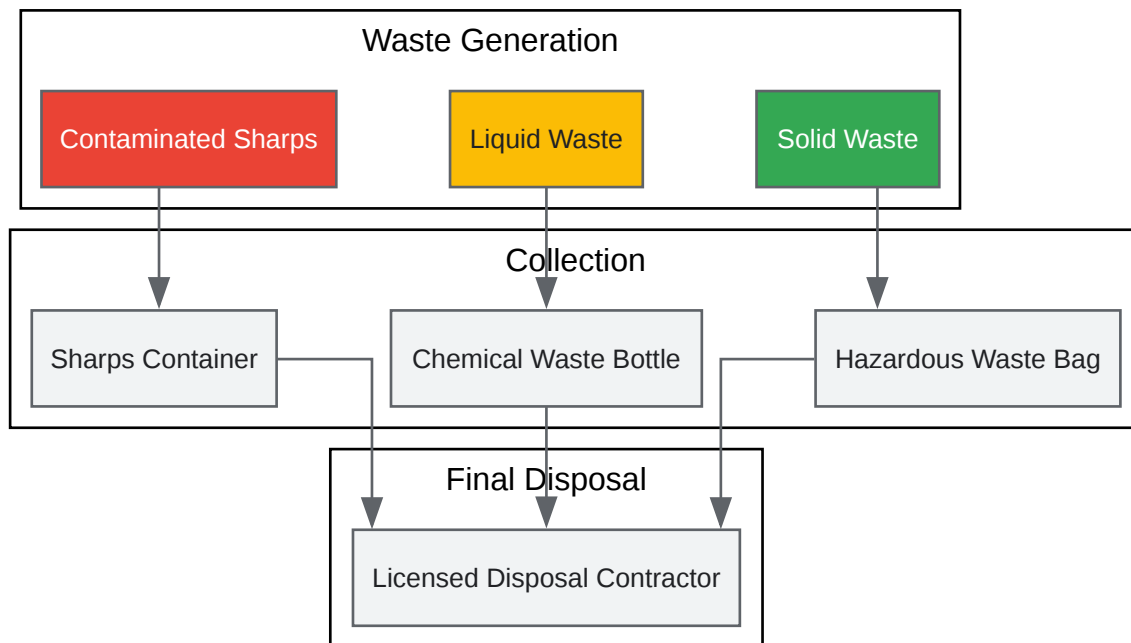 Waste Generation
Contaminated Sharps
Liquid Waste
Solid Waste
Collection
Sharps Container
Chemical Waste Bottle
Hazardous Waste Bag
Final Disposal
Licensed Disposal Contractor